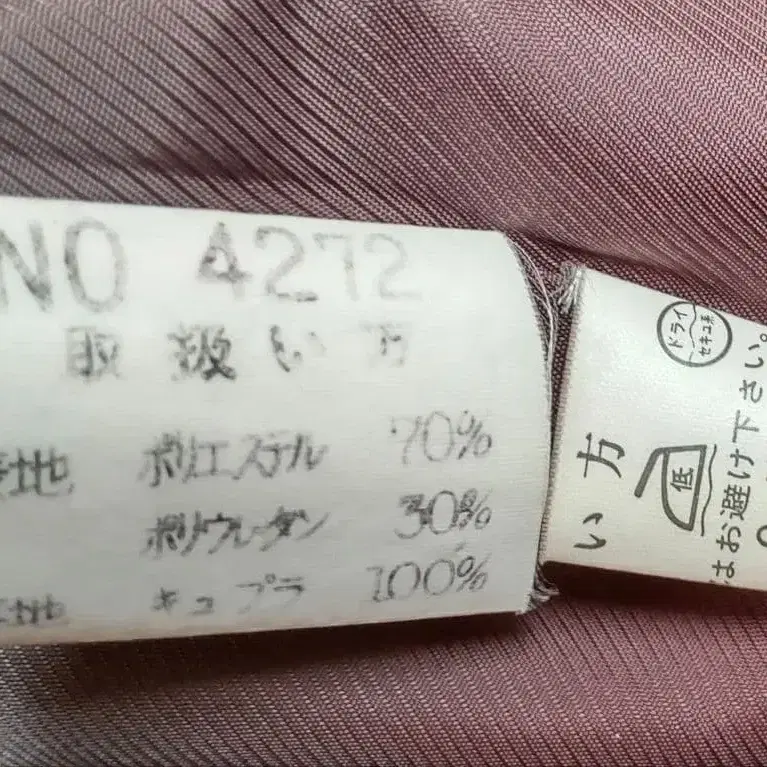 NO 4272
取扱い方
表地 ポリエステル 70%
ポリウレタン 30%
裏地 キュプラ 100%
ドライ
セキユ系
い方
低
はお避け下さい。